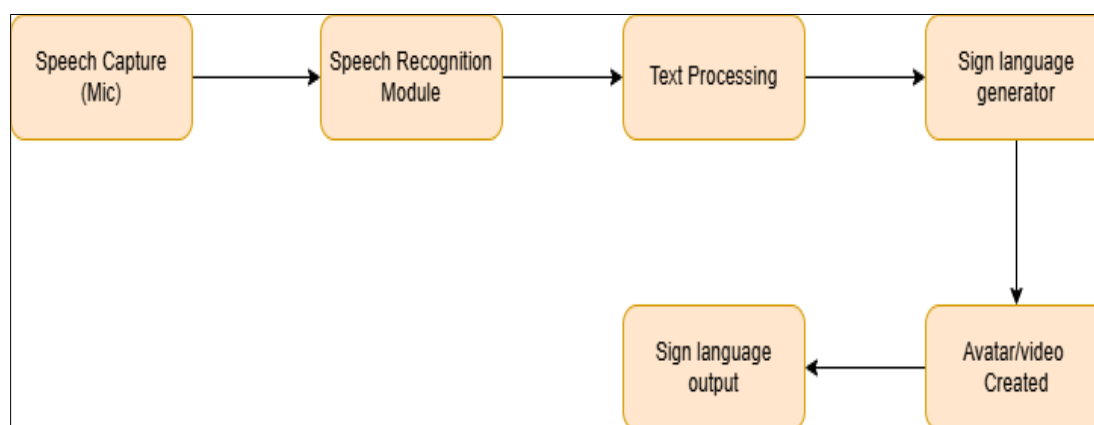 Speech Capture
(Mic)
Speech Recognition
Module
Text Processing
Sign language
generator
Avatar/video
Created
Sign language
output